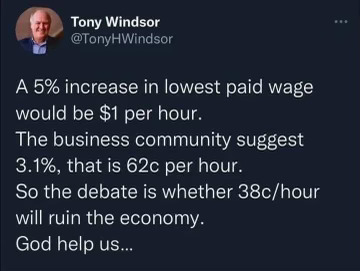 Tony Windsor
@TonyHWindsor
A 5% increase in lowest paid wage
would be $1 per hour.
The business community suggest
3.1%, that is 62c per hour.
So the debate is whether 38c/hour
will ruin the economy.
God help us...